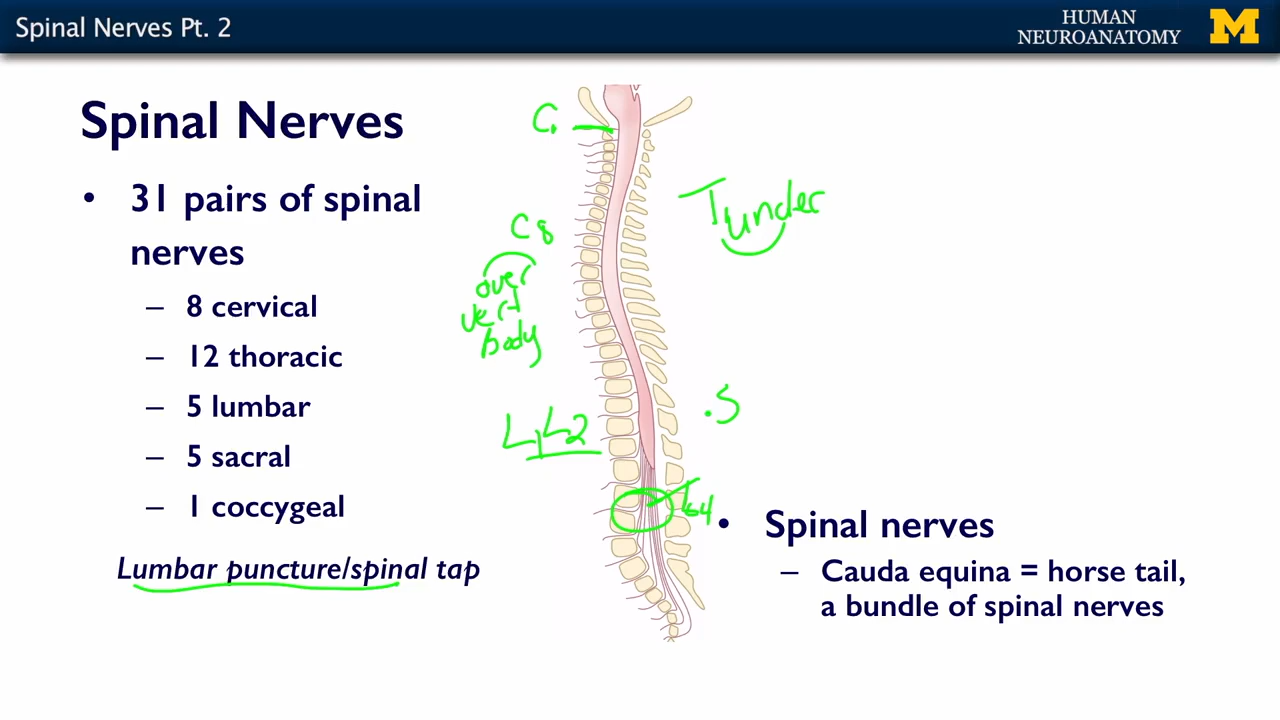 Spinal Nerves Pt. 2
HUMAN
NEUROANATOMY
M
Spinal Nerves
• 31 pairs of spinal
nerves
– 8 cervical
– 12 thoracic
– 5 lumbar
– 5 sacral
– 1 coccygeal
Lumbar puncture/spinal tap
C1
C8
over
vert
body
L1L2
T under
.S
L4
• Spinal nerves
– Cauda equina = horse tail,
a bundle of spinal nerves